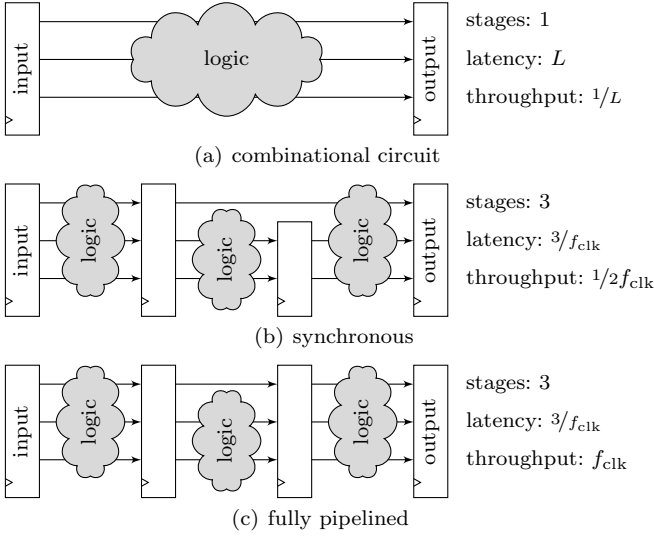 input
logic
output
stages: 1
latency: L
throughput: 1/L
(a) combinational circuit
input
logic
logic
logic
output
stages: 3
latency: 3/fclk
throughput: 1/2fclk
(b) synchronous
input
logic
logic
logic
output
stages: 3
latency: 3/fclk
throughput: fclk
(c) fully pipelined